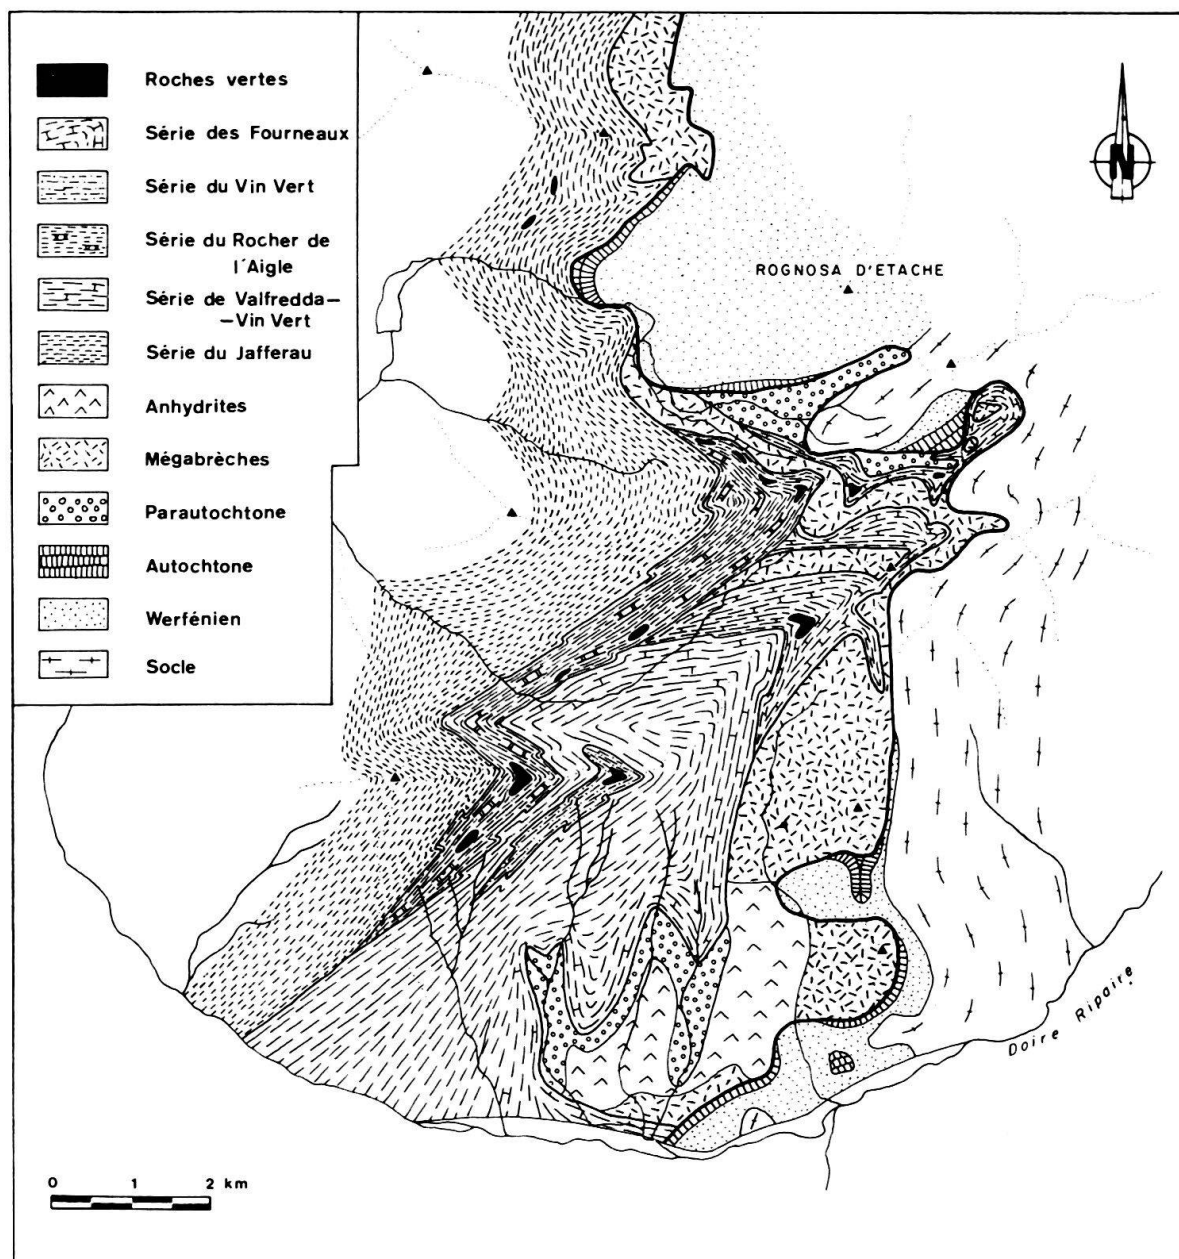 Roches vertes
Série des Fourneaux
Série du Vin Vert
Série du Rocher de
l'Aigle
Série de Valfredda-
-Vin Vert
Série du Jafferau
Anhydrites
Mégabrèches
Parautochtone
Autochtone
Werfénien
Socle
N
ROGNOSA D'ETACHE
Doire Ripaire
0 1 2 km